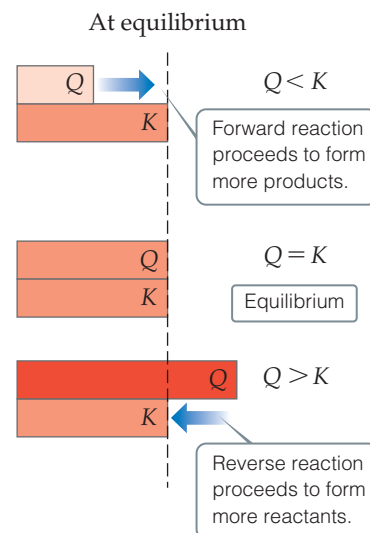 At equilibrium
Q
Q < K
K
Forward reaction
proceeds to form
more products.
Q
Q = K
K
Equilibrium
Q
Q > K
K
Reverse reaction
proceeds to form
more reactants.